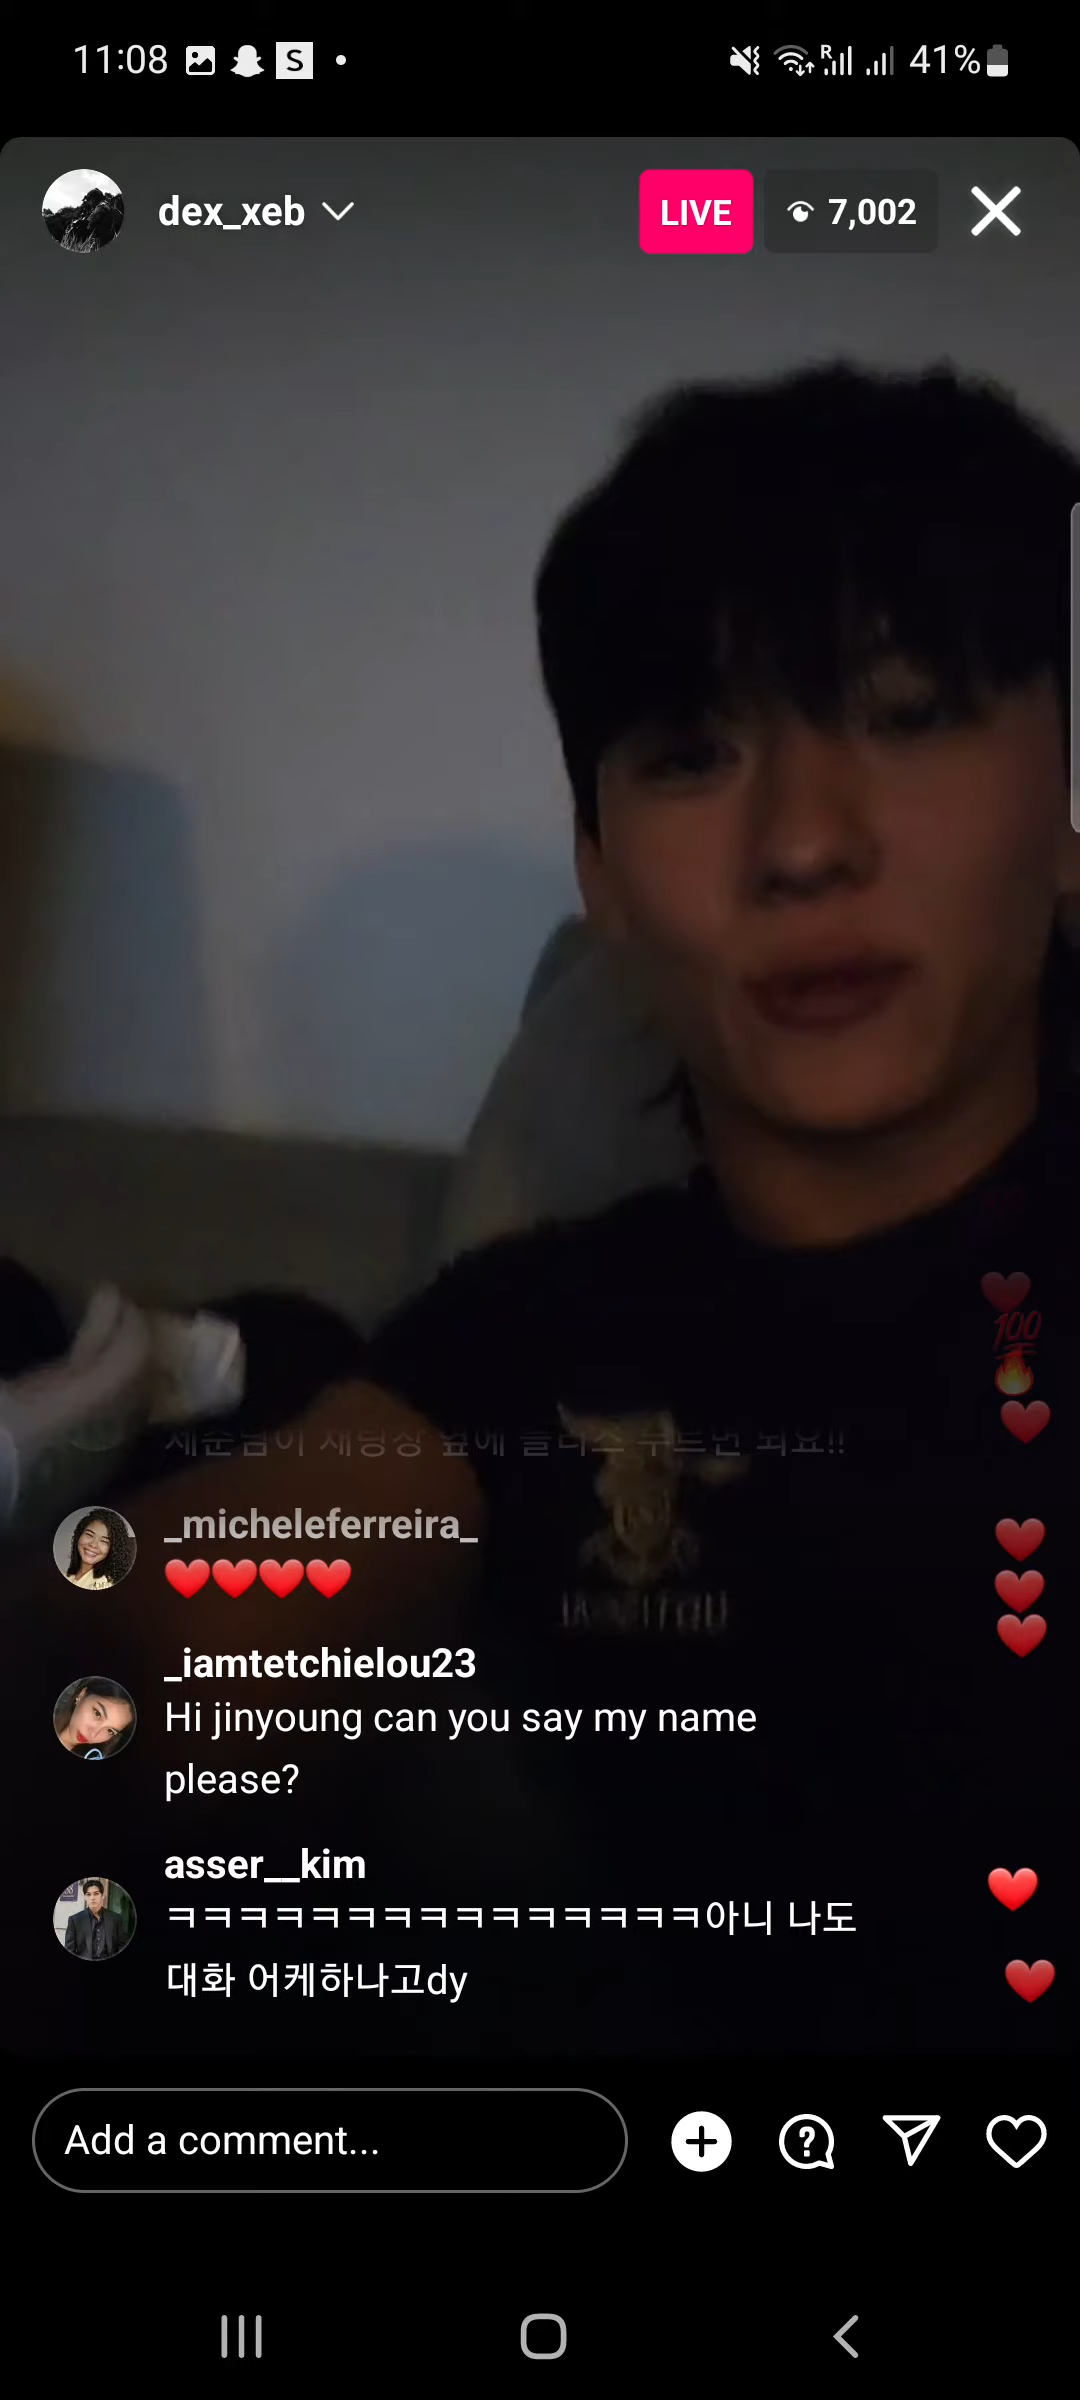 11:08
S
R
41%
dex_xeb
LIVE
7,002
100
_micheleferreira_
_iamtetchielou23
Hi jinyoung can you say my name
please?
asser__kim
ㅋㅋㅋㅋㅋㅋㅋㅋㅋㅋㅋㅋㅋㅋㅋ아니 나도
대화 어케하나고dy
Add a comment...
?